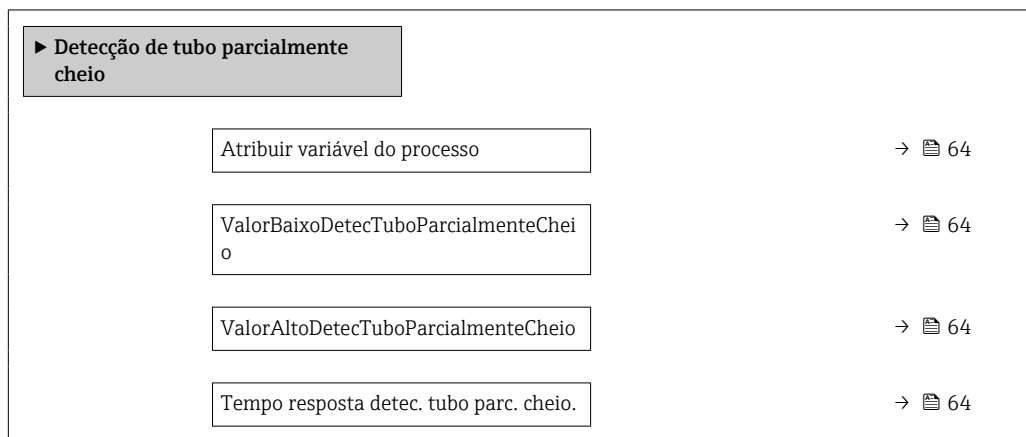 ▶ Detecção de tubo parcialmente
cheio
Atribuir variável do processo → 64
ValorBaixoDetecTuboParcialmenteChei → 64
o
ValorAltoDetecTuboParcialmenteCheio → 64
Tempo resposta detec. tubo parc. cheio. → 64